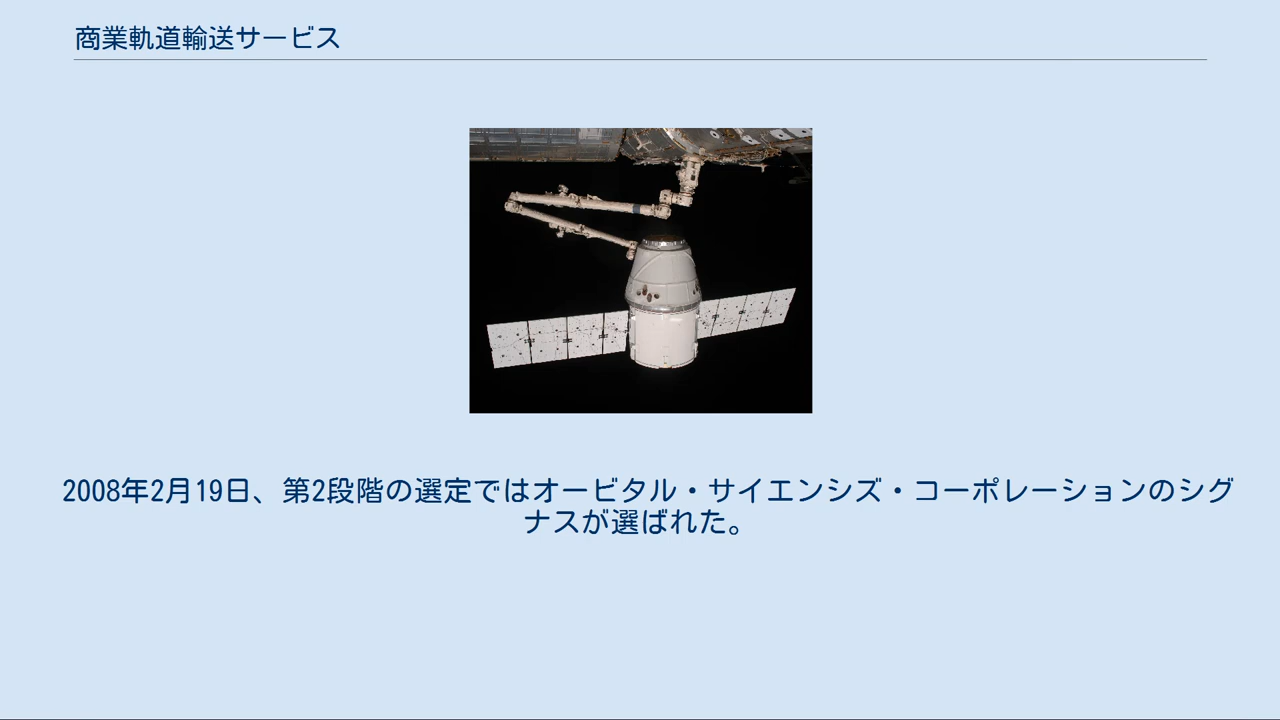 商業軌道輸送サービス
2008年2月19日、第2段階の選定ではオービタル・サイエンシズ・コーポレーションのシグ
ナスが選ばれた。